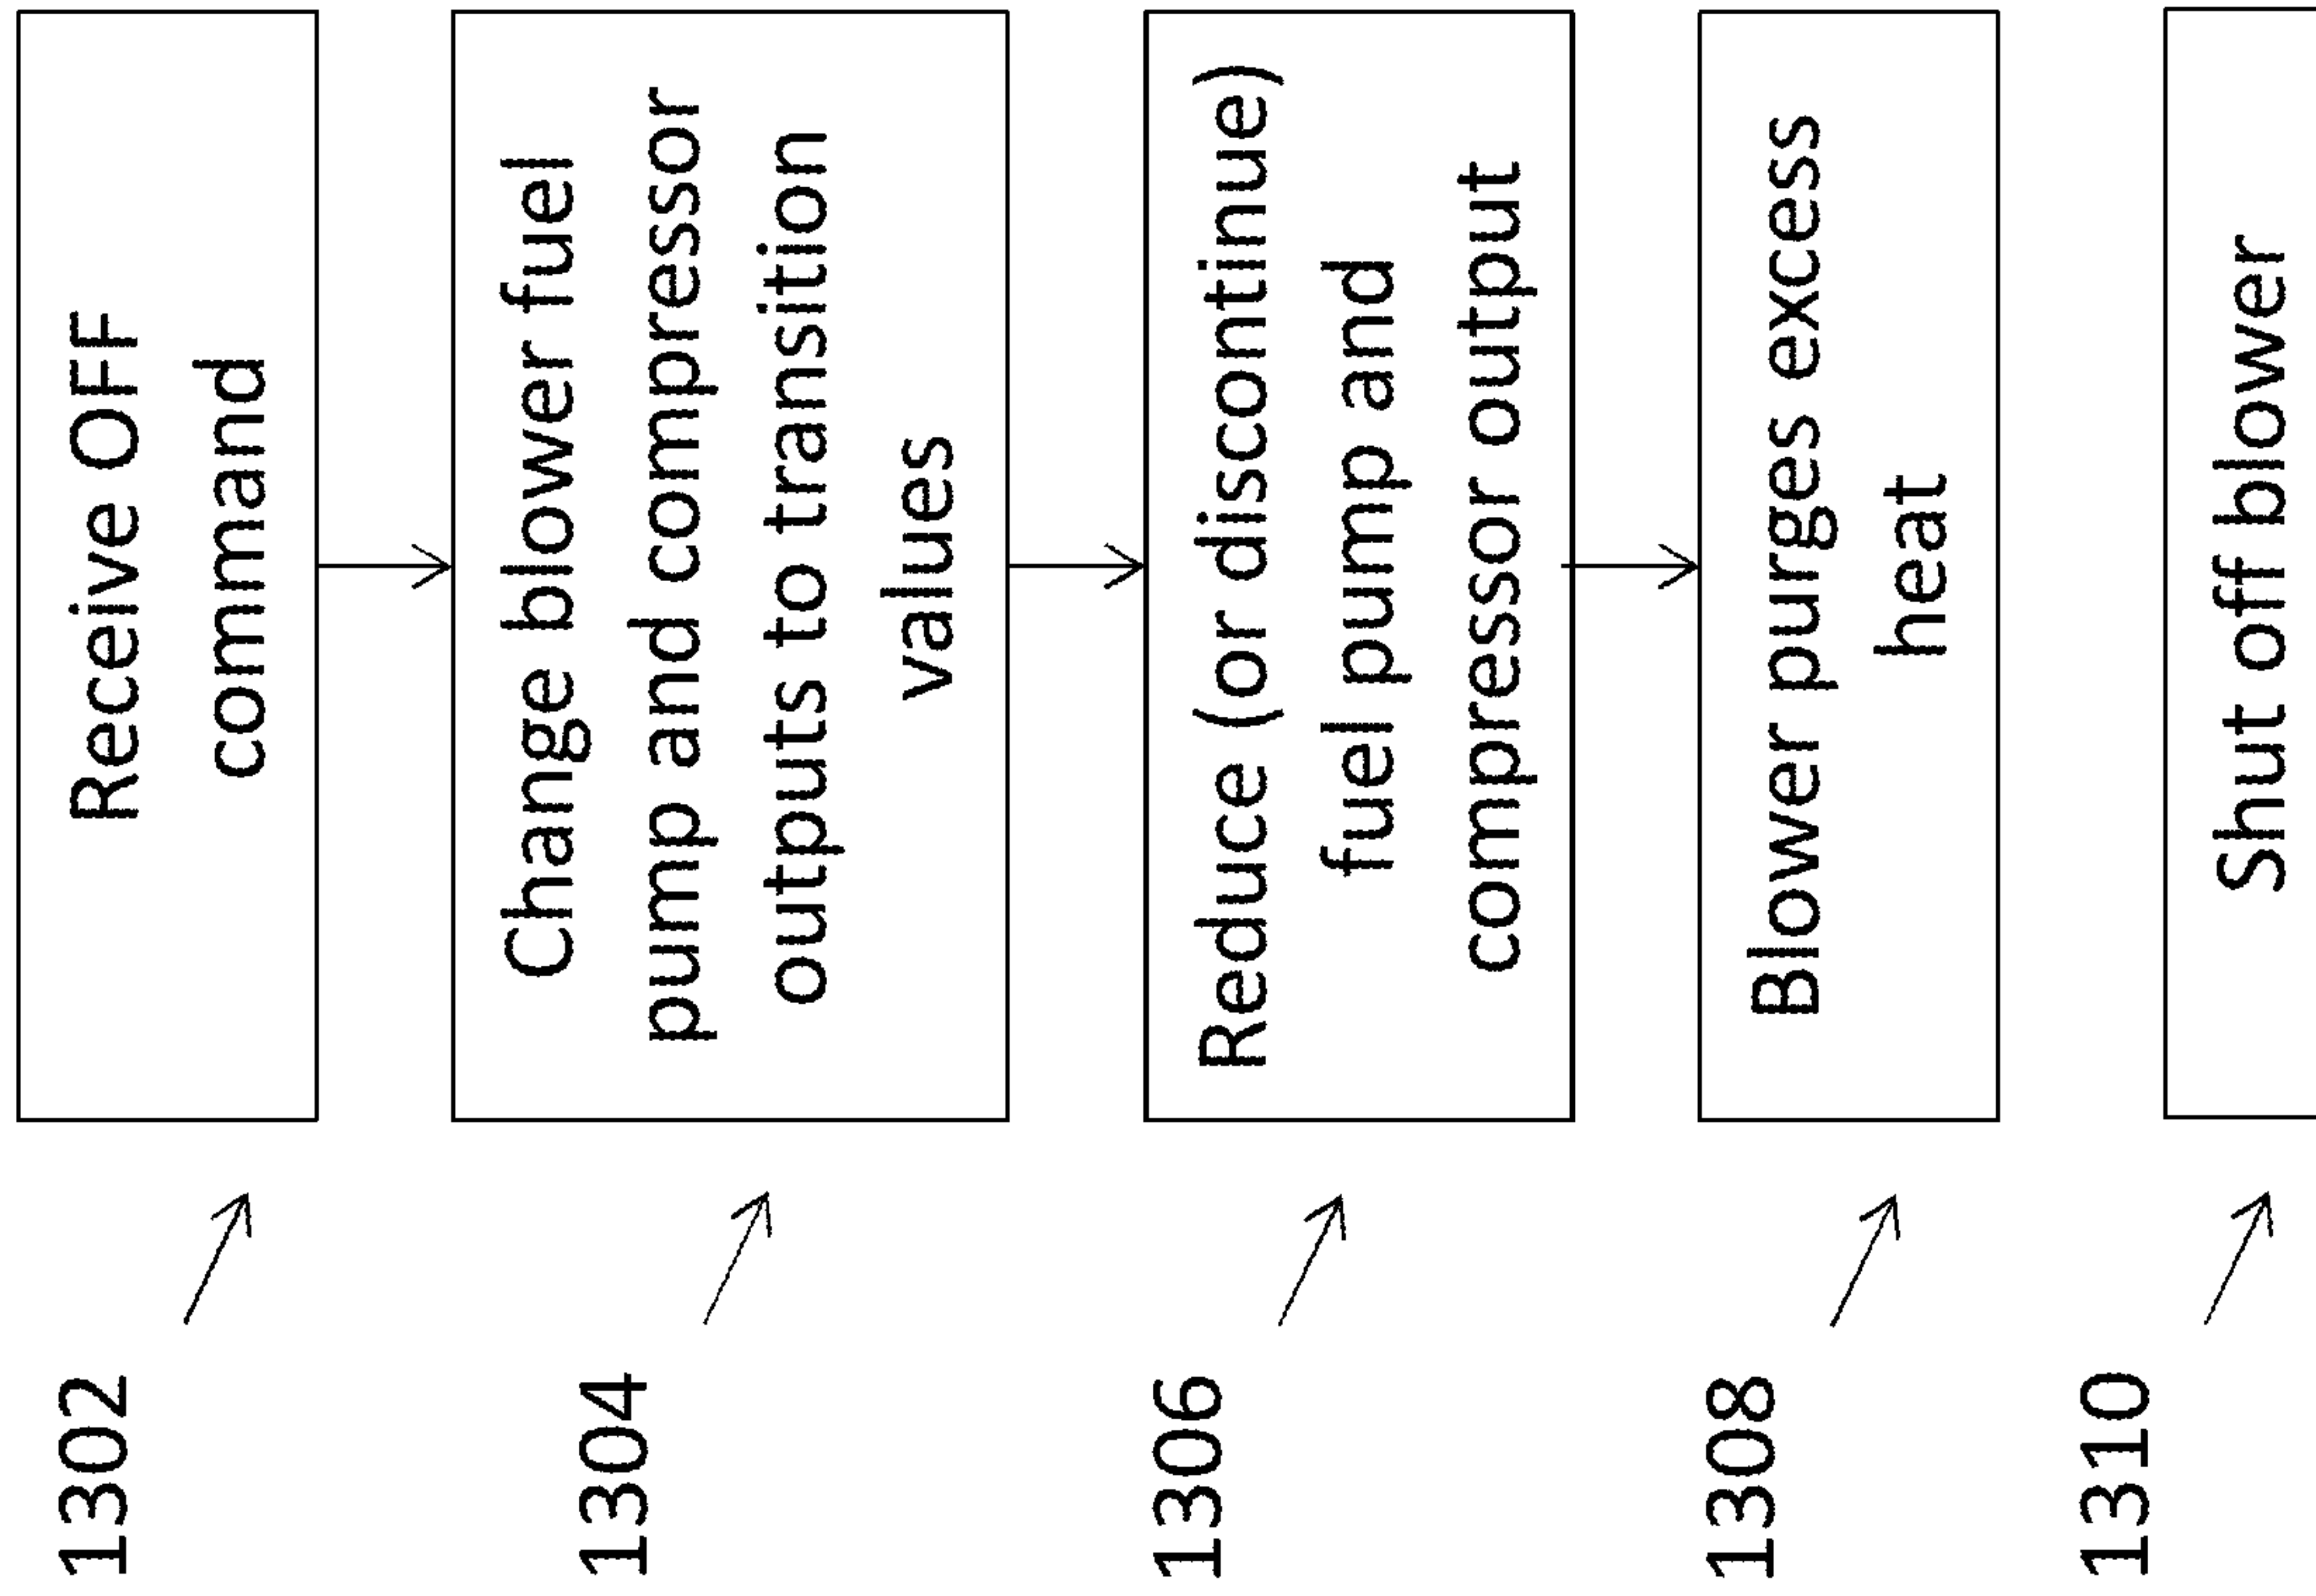 1302
Receive OFF
command
1304
Change blower fuel
pump and compressor
outputs to transition
values
1306
Reduce (or discontinue)
fuel pump and
compressor output
1308
Blower purges excess
heat
1310
Shut off blower